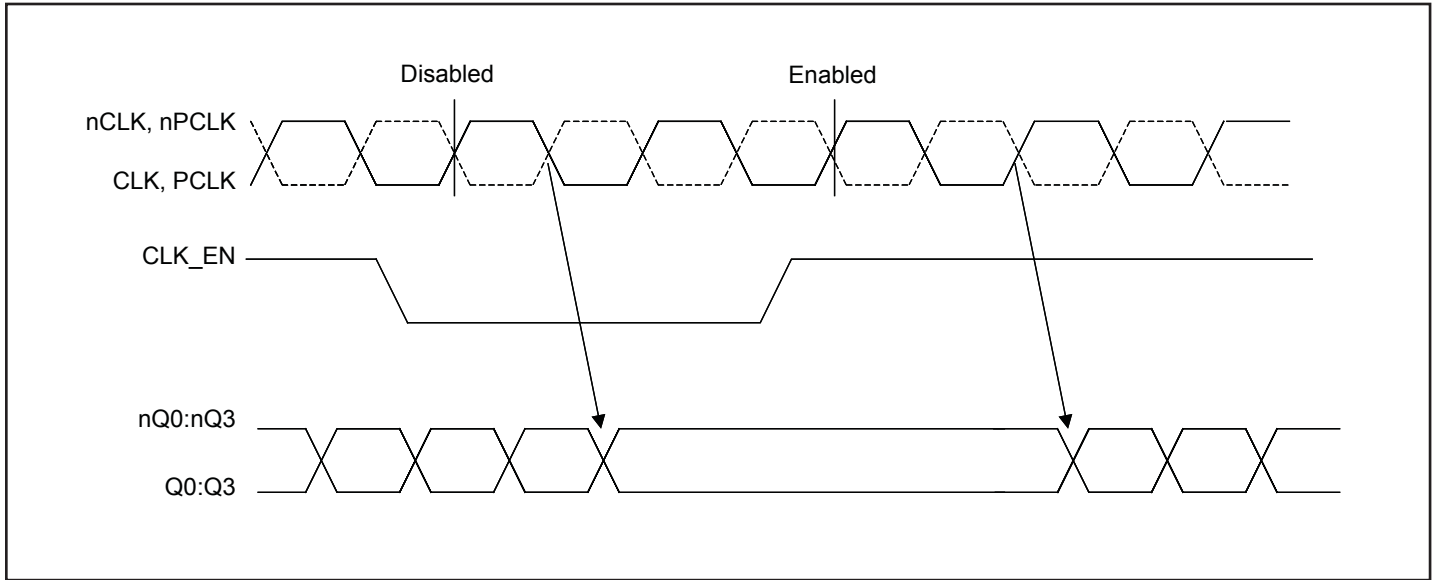 Disabled
Enabled
nCLK, nPCLK
CLK, PCLK
CLK_EN
nQ0:nQ3
Q0:Q3